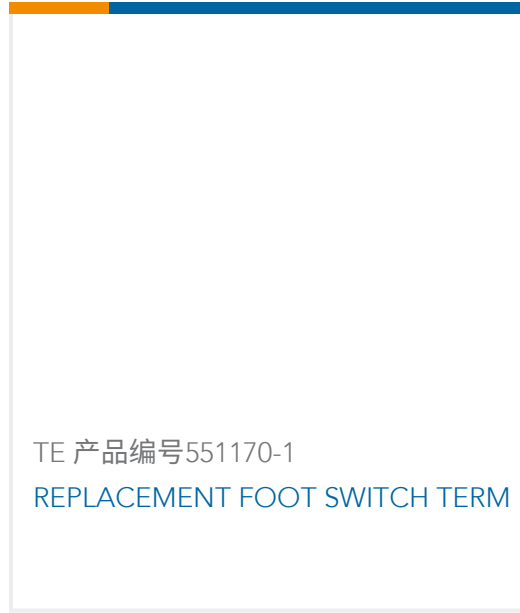 TE 产品编号551170-1
REPLACEMENT FOOT SWITCH TERM